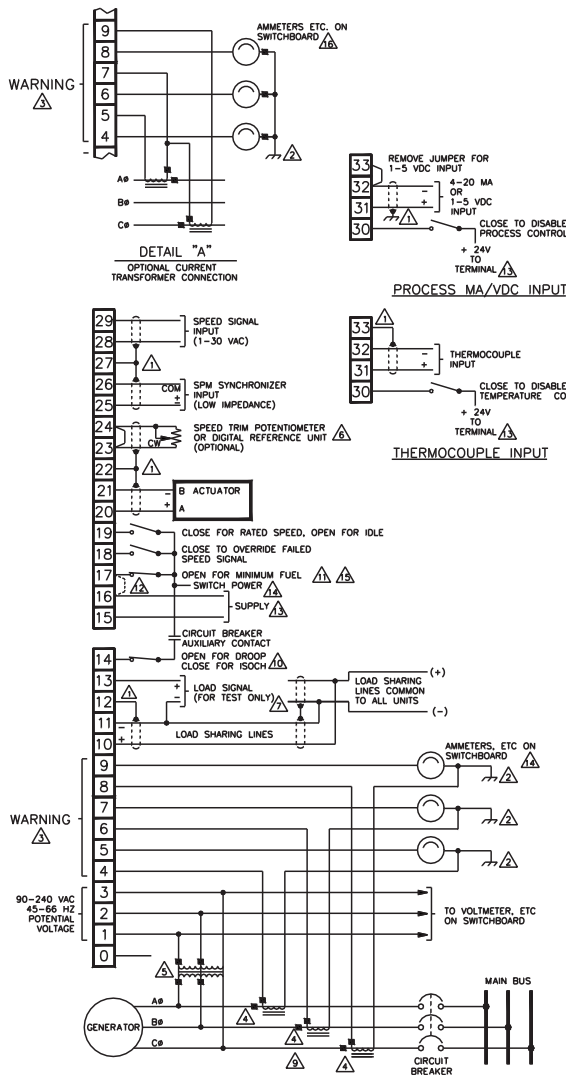 9
8
7
6
5
4
WARNING
3
AMMETERS ETC. ON
SWITCHBOARD 16
2
AØ
BØ
CØ
DETAIL "A"
OPTIONAL CURRENT
TRANSFORMER CONNECTION
33
32
31
30
REMOVE JUMPER FOR
1-5 VDC INPUT
-
+
4-20 MA
OR
1-5 VDC
INPUT
1
CLOSE TO DISABLE
PROCESS CONTROL
+ 24V
TO
TERMINAL 13
PROCESS MA/VDC INPUT
33
32
31
30
1
-
+
THERMOCOUPLE
INPUT
CLOSE TO DISABLE
TEMPERATURE CO
+ 24V
TO
TERMINAL 13
THERMOCOUPLE INPUT
29
28
27
26
25
24
23
22
21
20
19
18
17
16
15
SPEED SIGNAL
INPUT
(1-30 VAC)
1
COM
-
+
SPM SYNCHRONIZER
INPUT
(LOW IMPEDANCE)
CW
SPEED TRIM POTENTIOMETER
OR DIGITAL REFERENCE UNIT 6
(OPTIONAL)
1
- B ACTUATOR
+ A
CLOSE FOR RATED SPEED, OPEN FOR IDLE
CLOSE TO OVERRIDE FAILED
SPEED SIGNAL
12
OPEN FOR MINIMUM FUEL 11 15
SWITCH POWER 14
SUPPLY 13
CIRCUIT BREAKER
AUXILIARY CONTACT
14
13
12
11
10
9
8
7
6
5
4
3
2
1
0
OPEN FOR DROOP
CLOSE FOR ISOCH 10
1
+
-
LOAD SIGNAL
(FOR TEST ONLY) 7
(+)
LOAD SHARING
LINES COMMON
TO ALL UNITS
(-)
-
+
LOAD SHARING LINES
AMMETERS, ETC ON
SWITCHBOARD 14
2
2
2
WARNING
3
90-240 VAC
45-66 HZ
POTENTIAL
VOLTAGE
TO VOLTMETER, ETC
ON SWITCHBOARD
5
GENERATOR
AØ
BØ
CØ
4
4
9
4
MAIN BUS
CIRCUIT
BREAKER